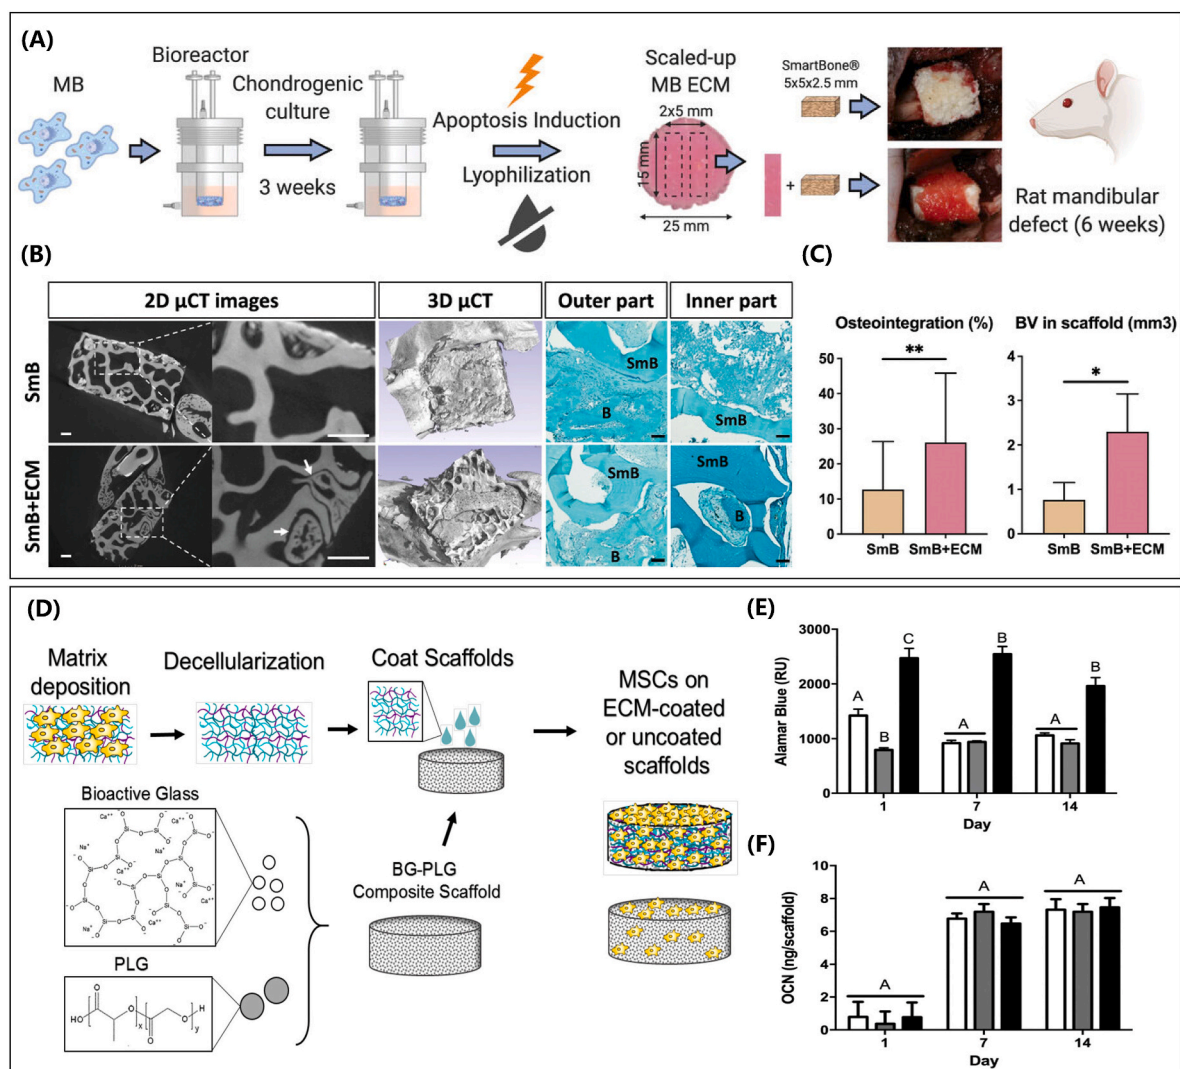 (A)
MB
Bioreactor
Chondrogenic
culture
3 weeks
Apoptosis Induction
Lyophilization
Scaled-up
MB ECM
2x5 mm
15 mm
25 mm
+
SmartBone®
5x5x2.5 mm
Rat mandibular
defect (6 weeks)
(B)
2D µCT images
3D µCT
Outer part
Inner part
SmB
SmB
B
SmB
SmB+ECM
SmB
B
SmB
B
(C)
Osteointegration (%)
50
40
30
20
10
0
**
SmB
SmB+ECM
BV in scaffold (mm3)
4
3
2
1
0
*
SmB
SmB+ECM
(D)
Matrix
deposition
Decellularization
Coat Scaffolds
MSCs on
ECM-coated
or uncoated
scaffolds
Bioactive Glass
BG-PLG
Composite Scaffold
PLG
HO
O
O
O
O
H
x
y
(E)
Alamar Blue (RU)
3000
2000
1000
0
A
B
C
A
B
A
B
1
7
14
Day
(F)
OCN (ng/scaffold)
10
8
6
4
2
0
A
A
A
1
7
14
Day